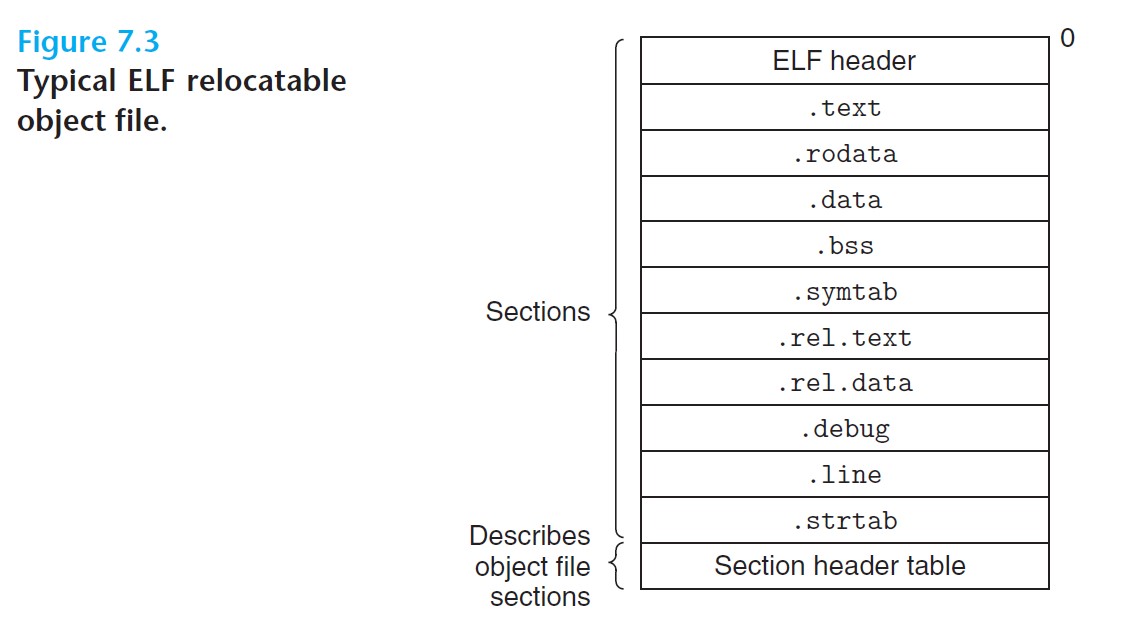 Figure 7.3
Typical ELF relocatable
object file.
0
ELF header
.text
.rodata
.data
.bss
.symtab
.rel.text
.rel.data
.debug
.line
.strtab
Section header table
Sections
Describes
object file
sections